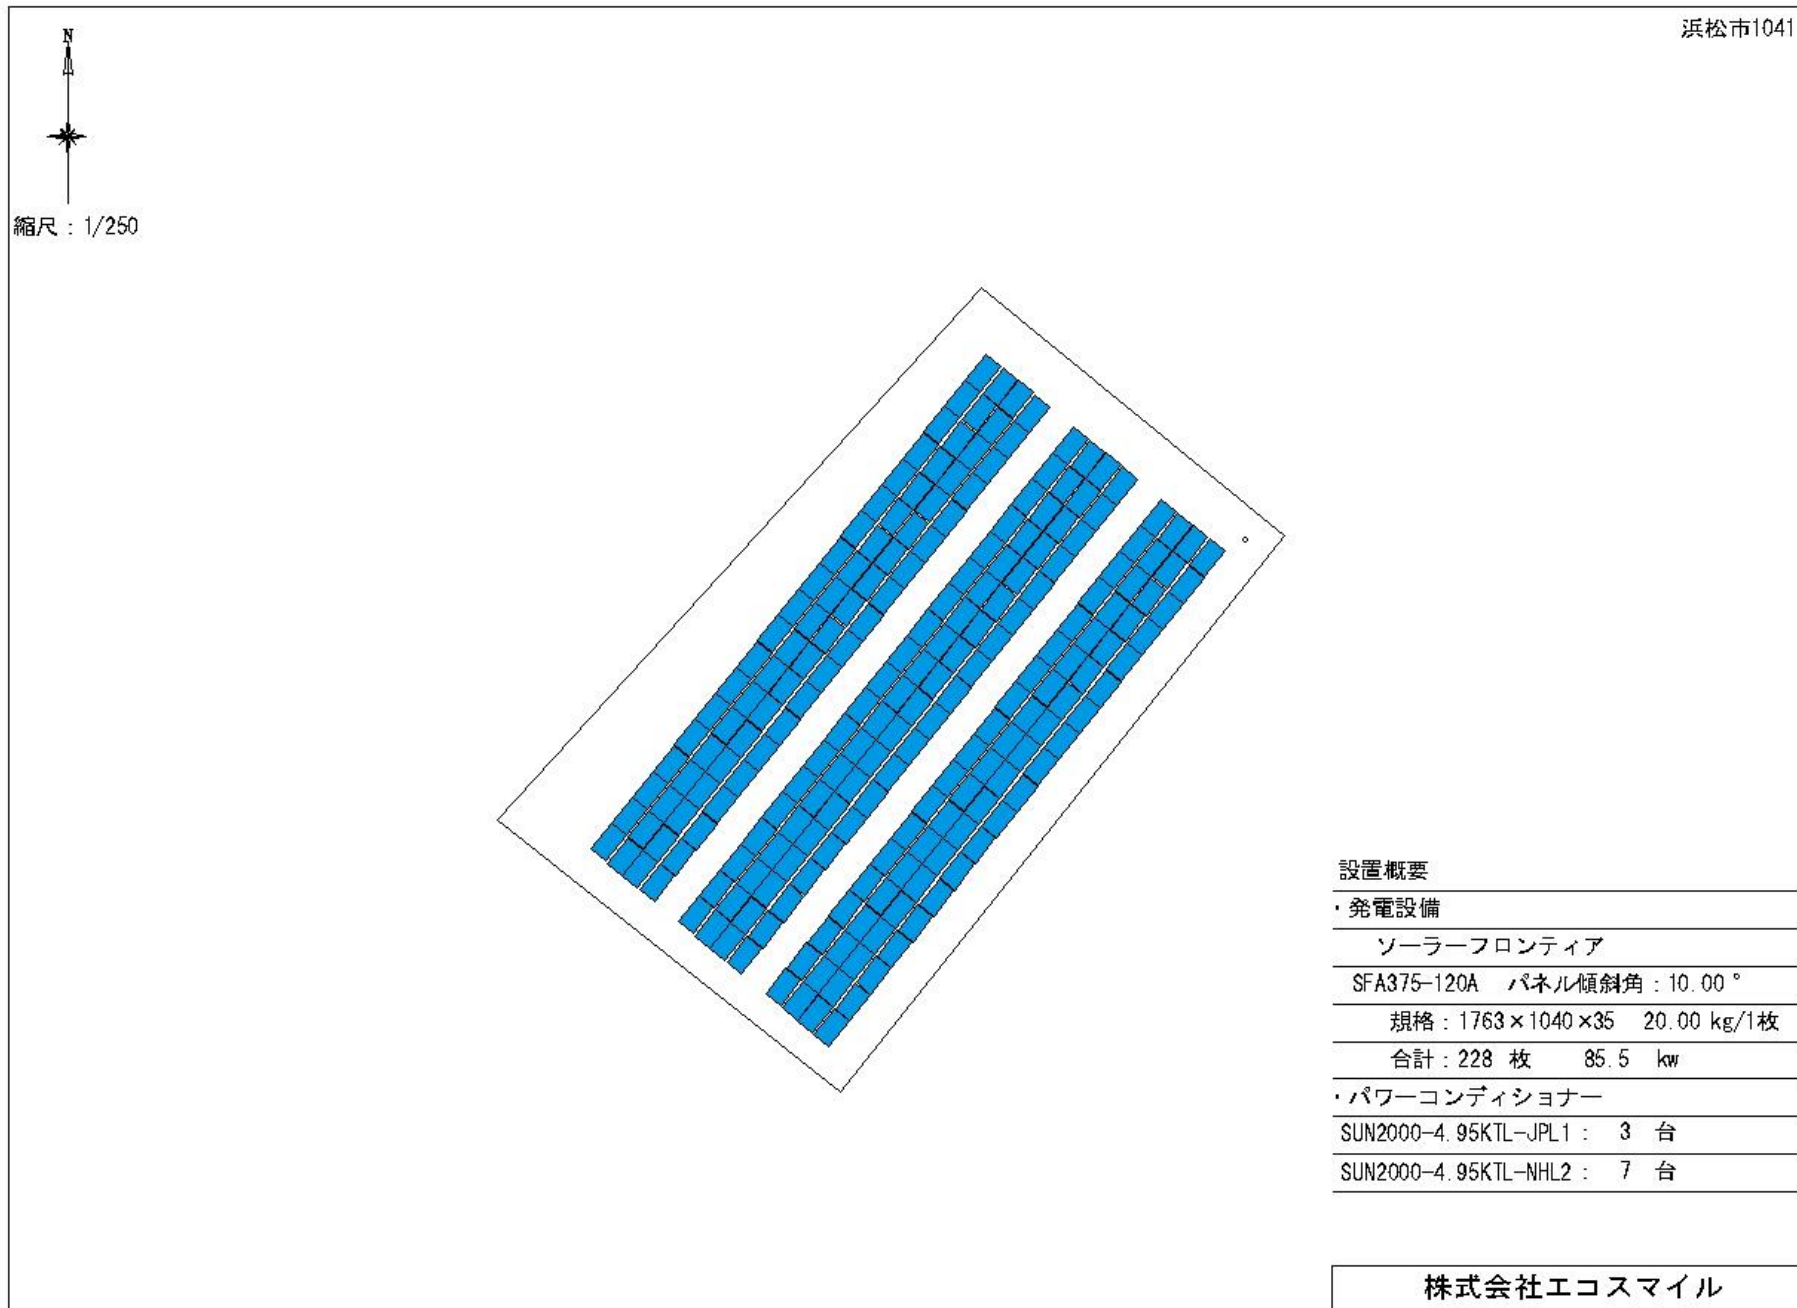 浜松市1041
N
縮尺：1/250
設置概要
・発電設備
ソーラーフロンティア
SFA375-120A パネル傾斜角：10.00°
規格：1763×1040×35 20.00 kg/1枚
合計：228 枚 85.5 kw
・パワーコンディショナー
SUN2000-4.95KTL-JPL1： 3 台
SUN2000-4.95KTL-NHL2： 7 台
株式会社エコスマイル